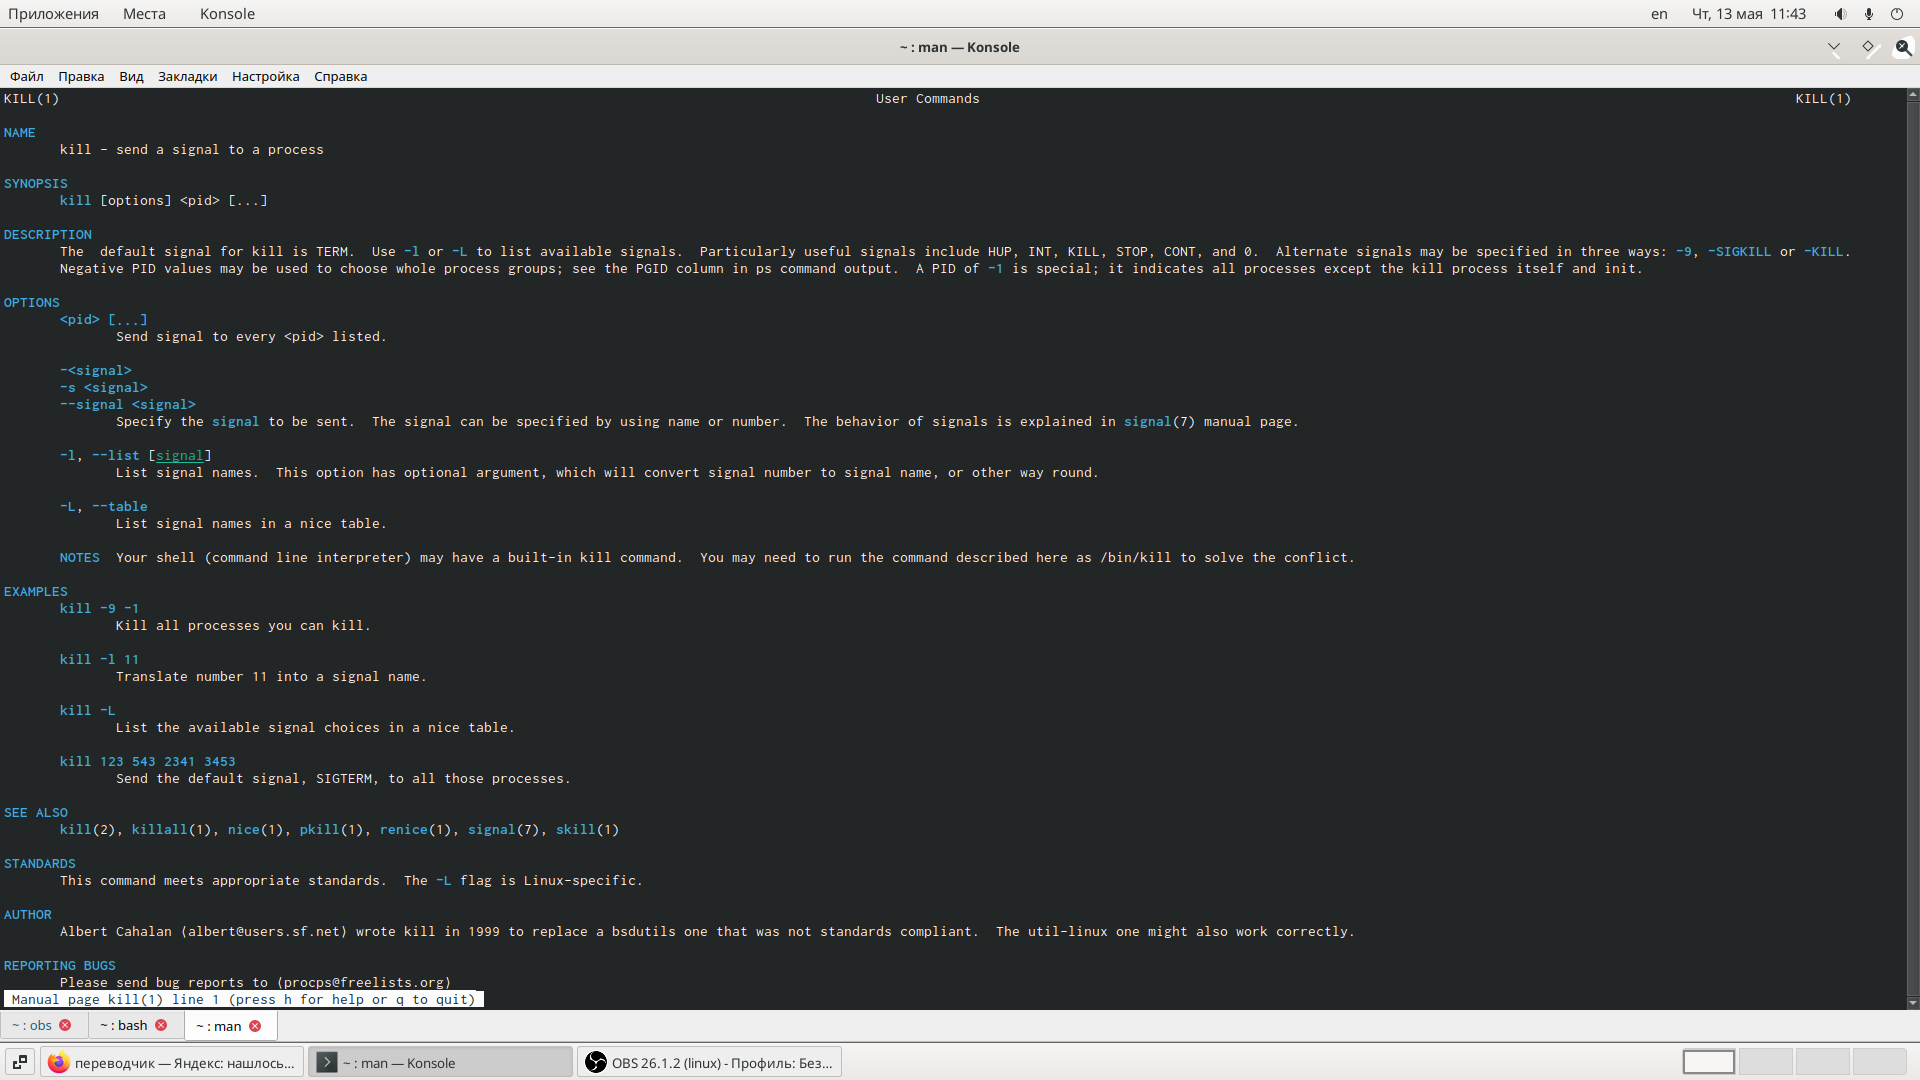 Приложения Места Konsole en Чт, 13 мая 11:43
~ : man — Konsole
Файл Правка Вид Закладки Настройка Справка
KILL(1) User Commands KILL(1)
NAME
kill - send a signal to a process
SYNOPSIS
kill [options] <pid> [...]
DESCRIPTION
The default signal for kill is TERM. Use -l or -L to list available signals. Particularly useful signals include HUP, INT, KILL, STOP, CONT, and 0. Alternate signals may be specified in three ways: -9, -SIGKILL or -KILL.
Negative PID values may be used to choose whole process groups; see the PGID column in ps command output. A PID of -1 is special; it indicates all processes except the kill process itself and init.
OPTIONS
<pid> [...]
Send signal to every <pid> listed.
-<signal>
-s <signal>
--signal <signal>
Specify the signal to be sent. The signal can be specified by using name or number. The behavior of signals is explained in signal(7) manual page.
-l, --list [signal]
List signal names. This option has optional argument, which will convert signal number to signal name, or other way round.
-L, --table
List signal names in a nice table.
NOTES Your shell (command line interpreter) may have a built-in kill command. You may need to run the command described here as /bin/kill to solve the conflict.
EXAMPLES
kill -9 -1
Kill all processes you can kill.
kill -l 11
Translate number 11 into a signal name.
kill -L
List the available signal choices in a nice table.
kill 123 543 2341 3453
Send the default signal, SIGTERM, to all those processes.
SEE ALSO
kill(2), killall(1), nice(1), pkill(1), renice(1), signal(7), skill(1)
STANDARDS
This command meets appropriate standards. The -L flag is Linux-specific.
AUTHOR
Albert Cahalan ⟨albert@users.sf.net⟩ wrote kill in 1999 to replace a bsdutils one that was not standards compliant. The util-linux one might also work correctly.
REPORTING BUGS
Please send bug reports to ⟨procps@freelists.org⟩
Manual page kill(1) line 1 (press h for help or q to quit)
~ : obs ~ : bash ~ : man
переводчик — Яндекс: нашлось... ~ : man — Konsole OBS 26.1.2 (linux) - Профиль: Без...